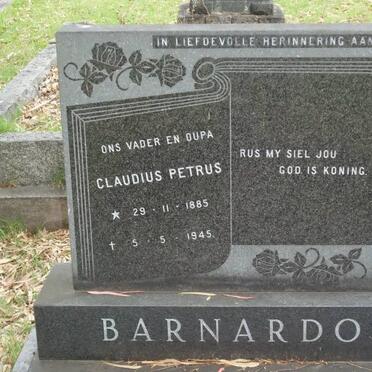 IN LIEFDEVOLLE HERINNERING AAN
ONS VADER EN OUPA
CLAUDIUS PETRUS
★ 29 · 11 · 1885
† 5 · 5 · 1945.
RUS MY SIEL JOU
GOD IS KONING.
BARNARDO